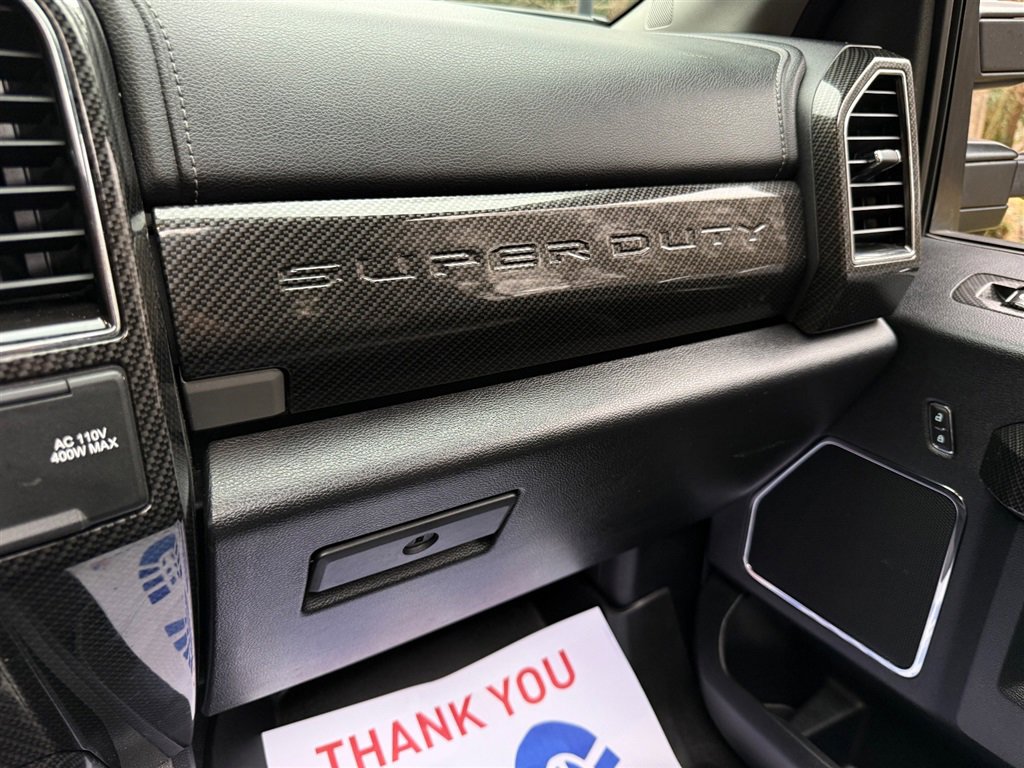 SUPER DUTY
AC 110V
400W MAX
THANK YOU